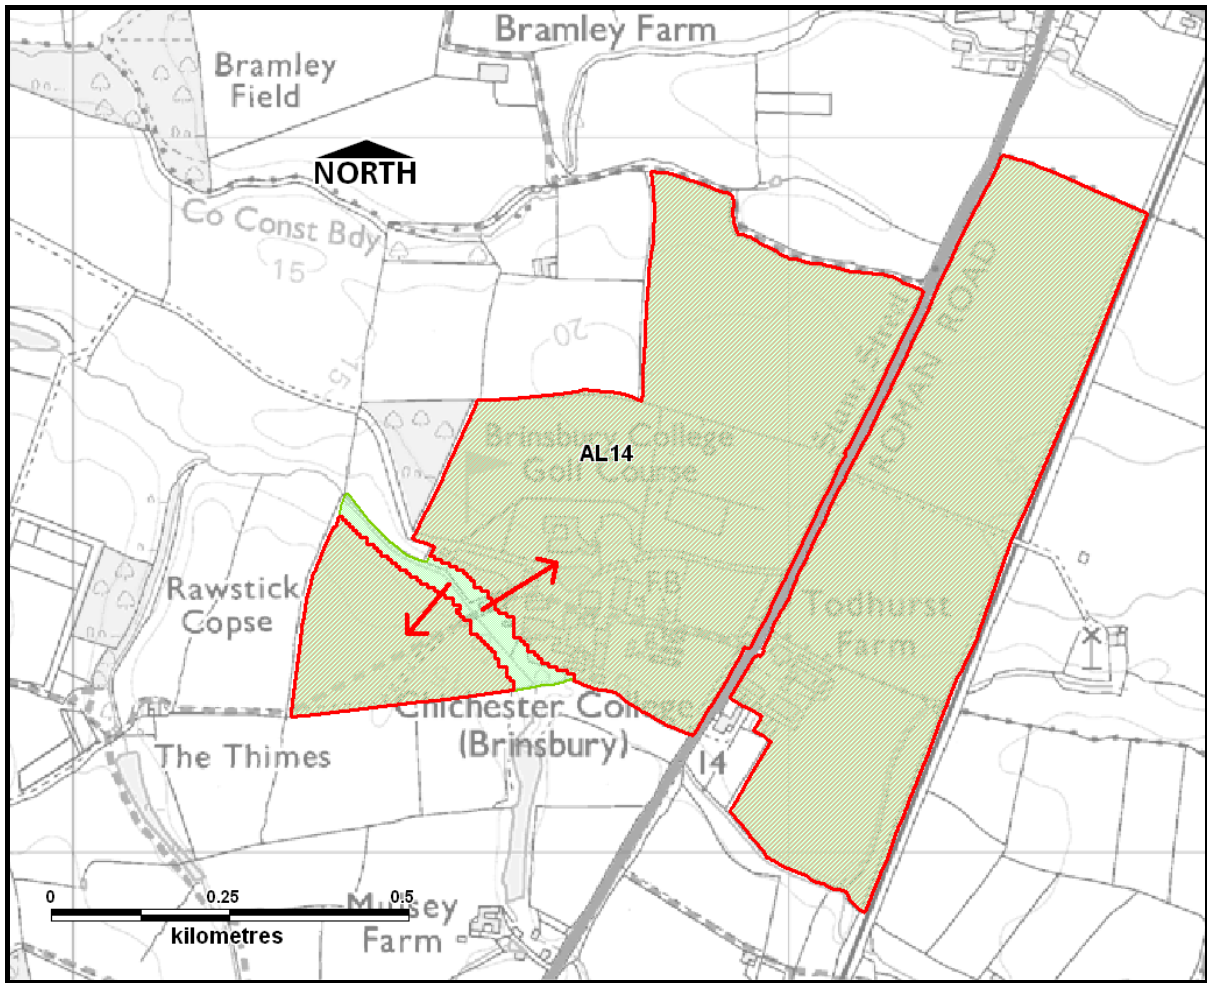 Bramley Farm
Bramley
Field
NORTH
Co Const Bdy
15
20
15
Stane Street
ROMAN ROAD
Brinsbury College
Golf Course
AL14
FB
Rawstick
Copse
Todhurst
Farm
Chichester College
(Brinsbury)
14
The Thimes
FB
0 0.25 0.5
kilometres
Farm